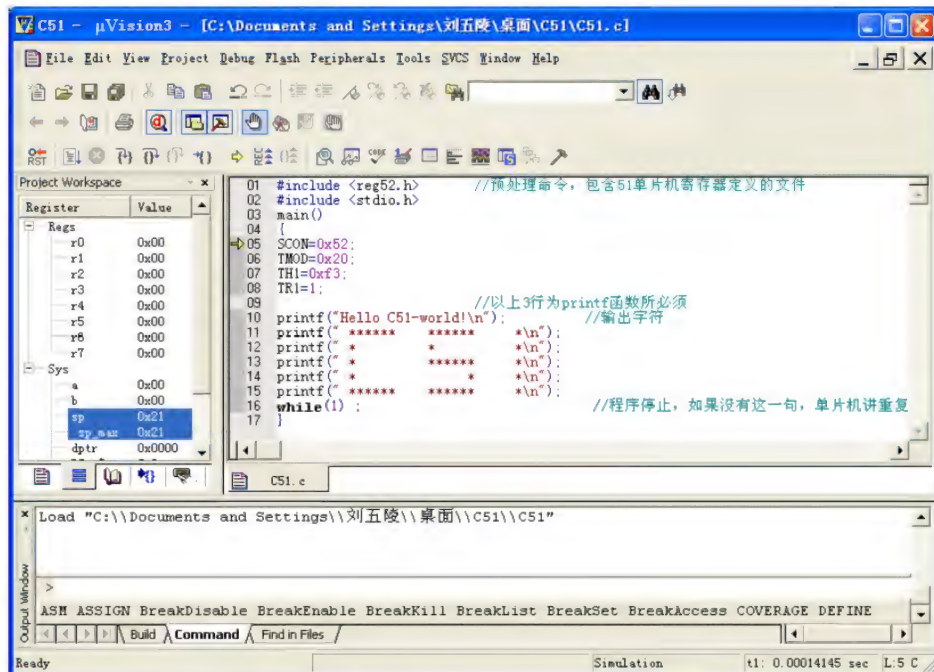 C51 - µVision3 - [C:\Documents and Settings\刘五陵\桌面\C51\C51.c]
File Edit View Project Debug Flash Peripherals Tools SVCS Window Help
RST
CODE
Project Workspace
Register Value
Regs
r0 0x00
r1 0x00
r2 0x00
r3 0x00
r4 0x00
r5 0x00
r6 0x00
r7 0x00
Sys
a 0x00
b 0x00
sp 0x21
sp_max 0x21
dptr 0x0000
01 #include <reg52.h> //预处理命令，包含51单片机寄存器定义的文件
02 #include <stdio.h>
03 main()
04 {
05 SCON=0x52;
06 TMOD=0x20;
07 TH1=0xf3;
08 TR1=1;
09 //以上3行为printf函数所必须
10 printf("Hello C51-world!\n"); //输出字符
11 printf(" ****** ****** *\n");
12 printf(" * * *\n");
13 printf(" * ****** *\n");
14 printf(" * * *\n");
15 printf(" ****** ****** *\n");
16 while(1) ; //程序停止，如果没有这一句，单片机讲重复
17 }
C51.c
Load "C:\\Documents and Settings\\刘五陵\\桌面\\C51\\C51"
>
ASM ASSIGN BreakDisable BreakEnable BreakKill BreakList BreakSet BreakAccess COVERAGE DEFINE
Output Window
Build Command Find in Files
Ready Simulation t1: 0.00014145 sec L:5 C